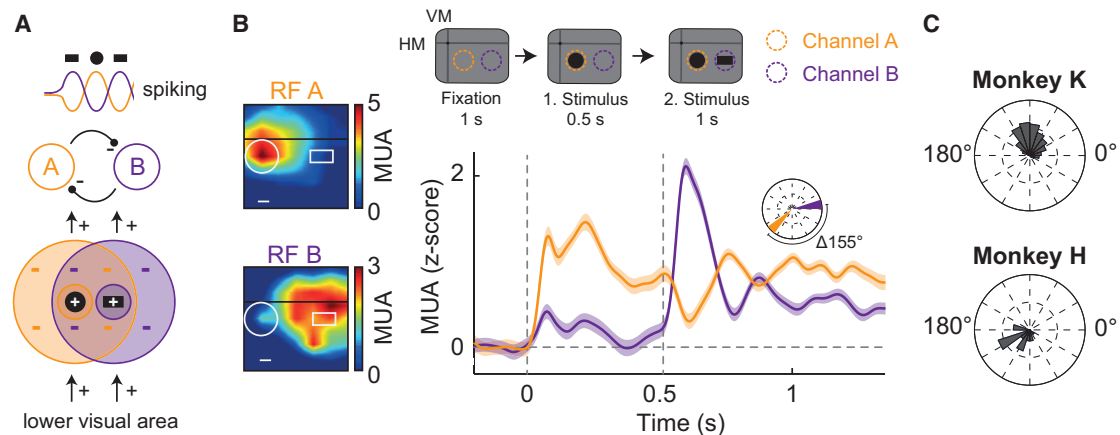 A
spiking
A
B
-
-
+
+
- - - -
+ +
- - - -
+
+
lower visual area
B
VM
HM
Fixation
1 s
1. Stimulus
0.5 s
2. Stimulus
1 s
Channel A
Channel B
RF A
5
0
MUA
RF B
3
0
MUA
MUA (z-score)
2
0
0
0.5
1
Time (s)
Δ155°
C
Monkey K
180°
0°
Monkey H
180°
0°